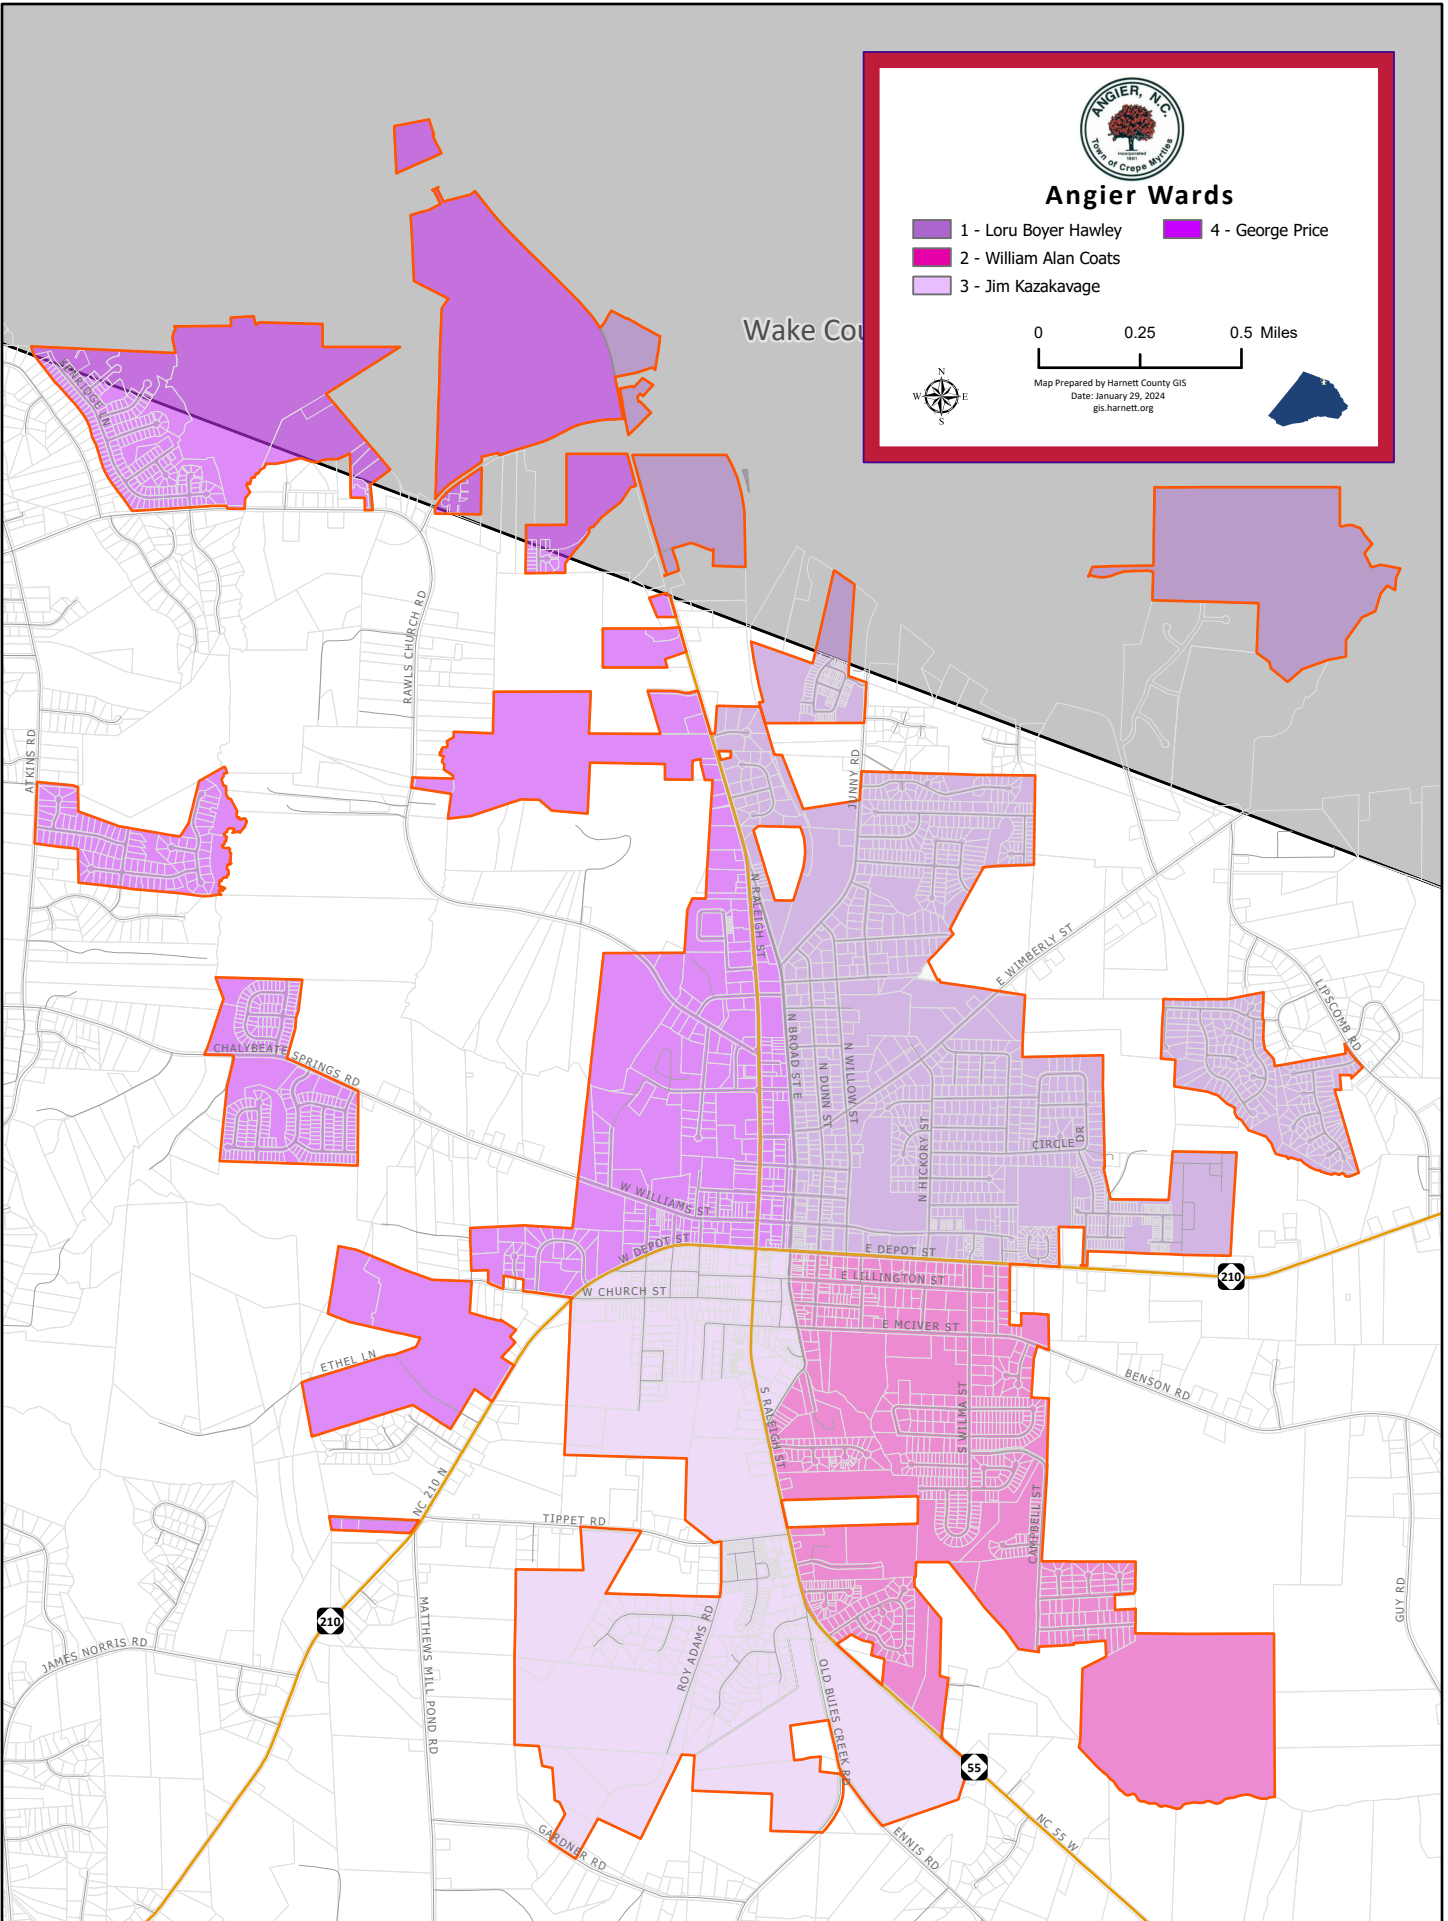 ANGIER, N.C.
Incorporated
1901
Town of Crepe Myrtles
Angier Wards
1 - Loru Boyer Hawley
4 - George Price
2 - William Alan Coats
3 - Jim Kazakavage
0 0.25 0.5 Miles
Map Prepared by Harnett County GIS
Date: January 29, 2024
gis.harnett.org
N
W E
S
Wake Cou
RAWLS CHURCH RD
ATKINS RD
JUNNY RD
N RALEIGH ST
E WIMBERLY ST
LIPSCOMB RD
CHALYBEATE SPRINGS RD
N BROAD ST E
N DUNN ST
N WILLOW ST
N HICKORY ST
CIRCLE DR
W WILLIAMS ST
W DEPOT ST
E DEPOT ST
E LILLINGTON ST
210
W CHURCH ST
E MCIVER ST
ETHEL LN
BENSON RD
S RALEIGH ST
S WILMA ST
NC 210 N
TIPPET RD
CAMPBELL ST
210
GUY RD
JAMES NORRIS RD
MATTHEWS MILL POND RD
ROY ADAMS RD
OLD BUIES CREEK RD
55
NC 55 W
GARDNER RD
ENNIS RD